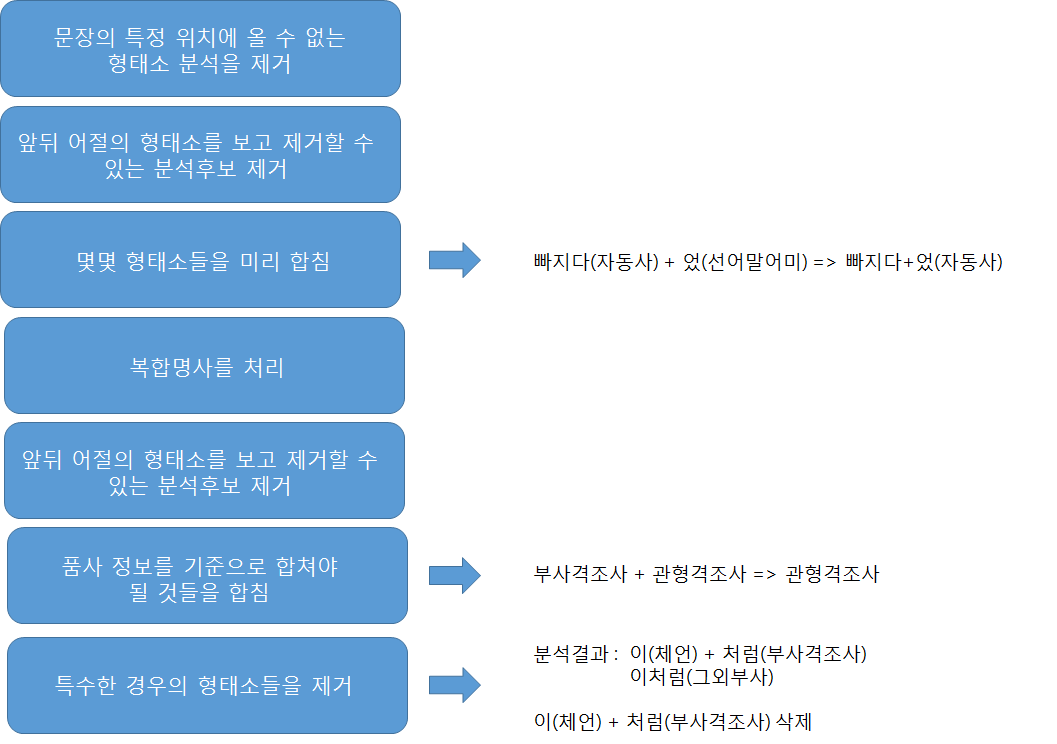 문장의 특정 위치에 올 수 없는
형태소 분석을 제거
앞뒤 어절의 형태소를 보고 제거할 수
있는 분석후보 제거
몇몇 형태소들을 미리 합침
빠지다(자동사) + 었(선어말어미) => 빠지다+었(자동사)
복합명사를 처리
앞뒤 어절의 형태소를 보고 제거할 수
있는 분석후보 제거
품사 정보를 기준으로 합쳐야
될 것들을 합침
부사격조사 + 관형격조사 => 관형격조사
특수한 경우의 형태소들을 제거
분석결과 : 이(체언) + 처럼(부사격조사)
이처럼(그외부사)
이(체언) + 처럼(부사격조사) 삭제